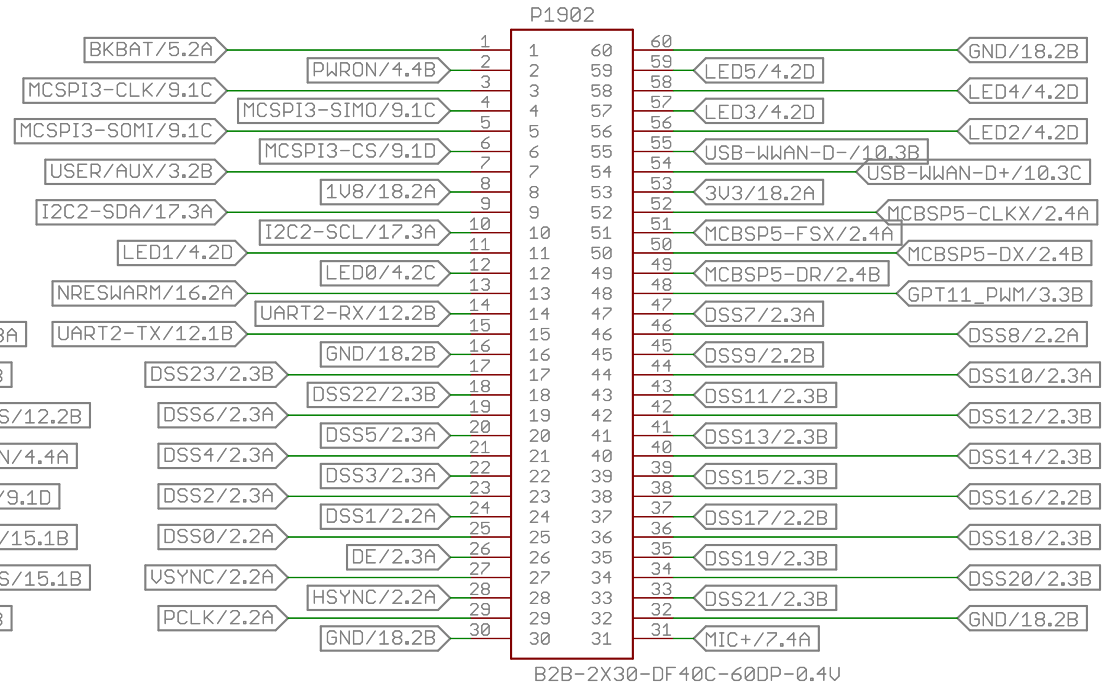 P1902
BKBAT/5.2A 1 1 60 60 GND/18.2B
PWRON/4.4B 2 2 59 59 LED5/4.2D
MCSPI3-CLK/9.1C 3 3 58 58 LED4/4.2D
MCSPI3-SIMO/9.1C 4 4 57 57 LED3/4.2D
MCSPI3-SOMI/9.1C 5 5 56 56 LED2/4.2D
MCSPI3-CS/9.1D 6 6 55 55 USB-WWAN-D-/10.3B
USER/AUX/3.2B 7 7 54 54 USB-WWAN-D+/10.3C
1V8/18.2A 8 8 53 53 3V3/18.2A
I2C2-SDA/17.3A 9 9 52 52 MCBSP5-CLKX/2.4A
I2C2-SCL/17.3A 10 10 51 51 MCBSP5-FSX/2.4A
LED1/4.2D 11 11 50 50 MCBSP5-DX/2.4B
LED0/4.2C 12 12 49 49 MCBSP5-DR/2.4B
NRESWARM/16.2A 13 13 48 48 GPT11_PWM/3.3B
UART2-RX/12.2B 14 14 47 47 DSS7/2.3A
3A UART2-TX/12.1B 15 15 46 46 DSS8/2.2A
GND/18.2B 16 16 45 45 DSS9/2.2B
DSS23/2.3B 17 17 44 44 DSS10/2.3A
DSS22/2.3B 18 18 43 43 DSS11/2.3B
S/12.2B DSS6/2.3A 19 19 42 42 DSS12/2.3B
DSS5/2.3A 20 20 41 41 DSS13/2.3B
N/4.4A DSS4/2.3A 21 21 40 40 DSS14/2.3B
DSS3/2.3A 22 22 39 39 DSS15/2.3B
/9.1D DSS2/2.3A 23 23 38 38 DSS16/2.2B
DSS1/2.2A 24 24 37 37 DSS17/2.2B
/15.1B DSS0/2.2A 25 25 36 36 DSS18/2.3B
DE/2.3A 26 26 35 35 DSS19/2.3B
S/15.1B VSYNC/2.2A 27 27 34 34 DSS20/2.3B
HSYNC/2.2A 28 28 33 33 DSS21/2.3B
PCLK/2.2A 29 29 32 32 GND/18.2B
GND/18.2B 30 30 31 31 MIC+/7.4A
B2B-2X30-DF40C-60DP-0.4V